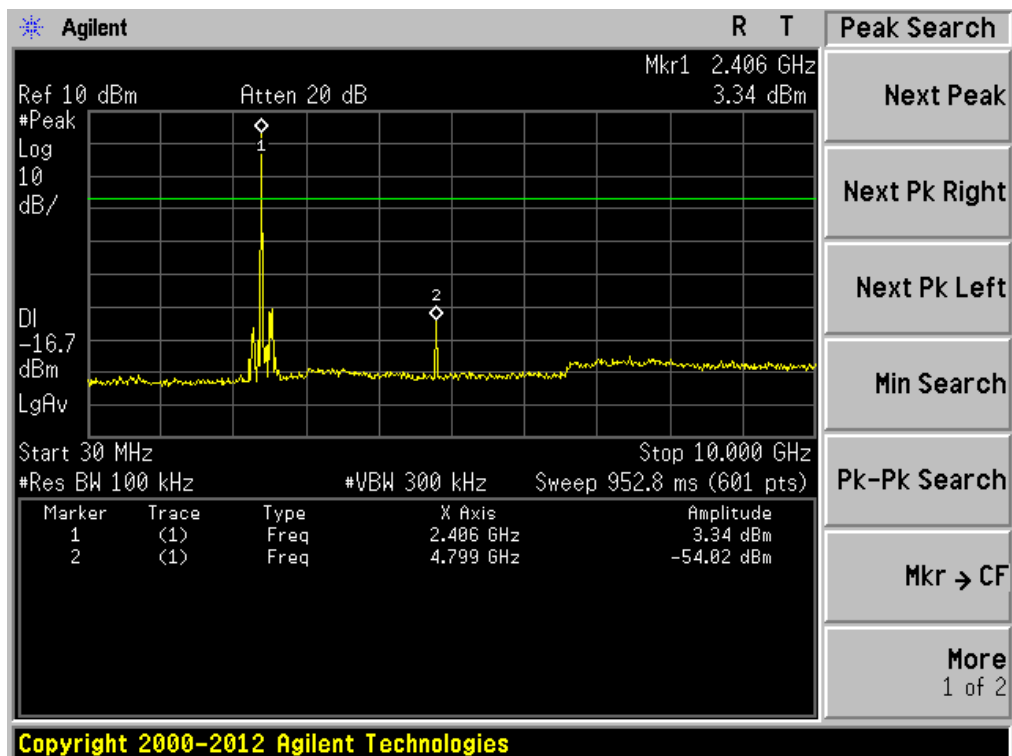 Agilent R T
Peak Search
Mkr1 2.406 GHz
Ref 10 dBm Atten 20 dB 3.34 dBm
#Peak
Log
10
dB/
1
2
DI
-16.7
dBm
LgAv
Start 30 MHz Stop 10.000 GHz
#Res BW 100 kHz #VBW 300 kHz Sweep 952.8 ms (601 pts)
Marker Trace Type X Axis Amplitude
1 (1) Freq 2.406 GHz 3.34 dBm
2 (1) Freq 4.799 GHz -54.02 dBm
Next Peak
Next Pk Right
Next Pk Left
Min Search
Pk-Pk Search
Mkr → CF
More
1 of 2
Copyright 2000-2012 Agilent Technologies